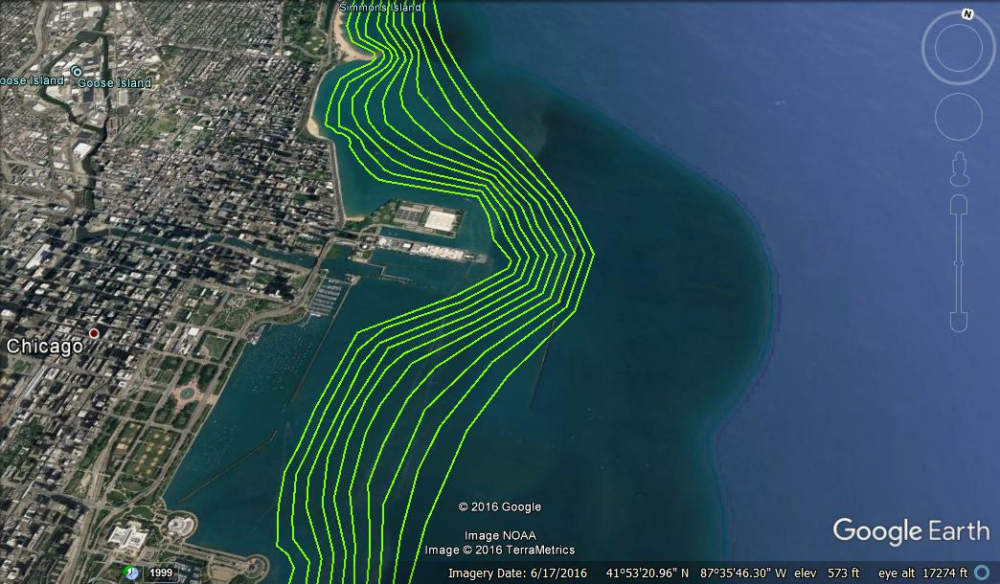 Simmons Island
N
oose Island
Goose Island
Chicago
© 2016 Google
Image NOAA
Image © 2016 TerraMetrics
Google Earth
1999
Imagery Date: 6/17/2016 41°53'20.96" N 87°35'46.30" W elev 573 ft eye alt 17274 ft